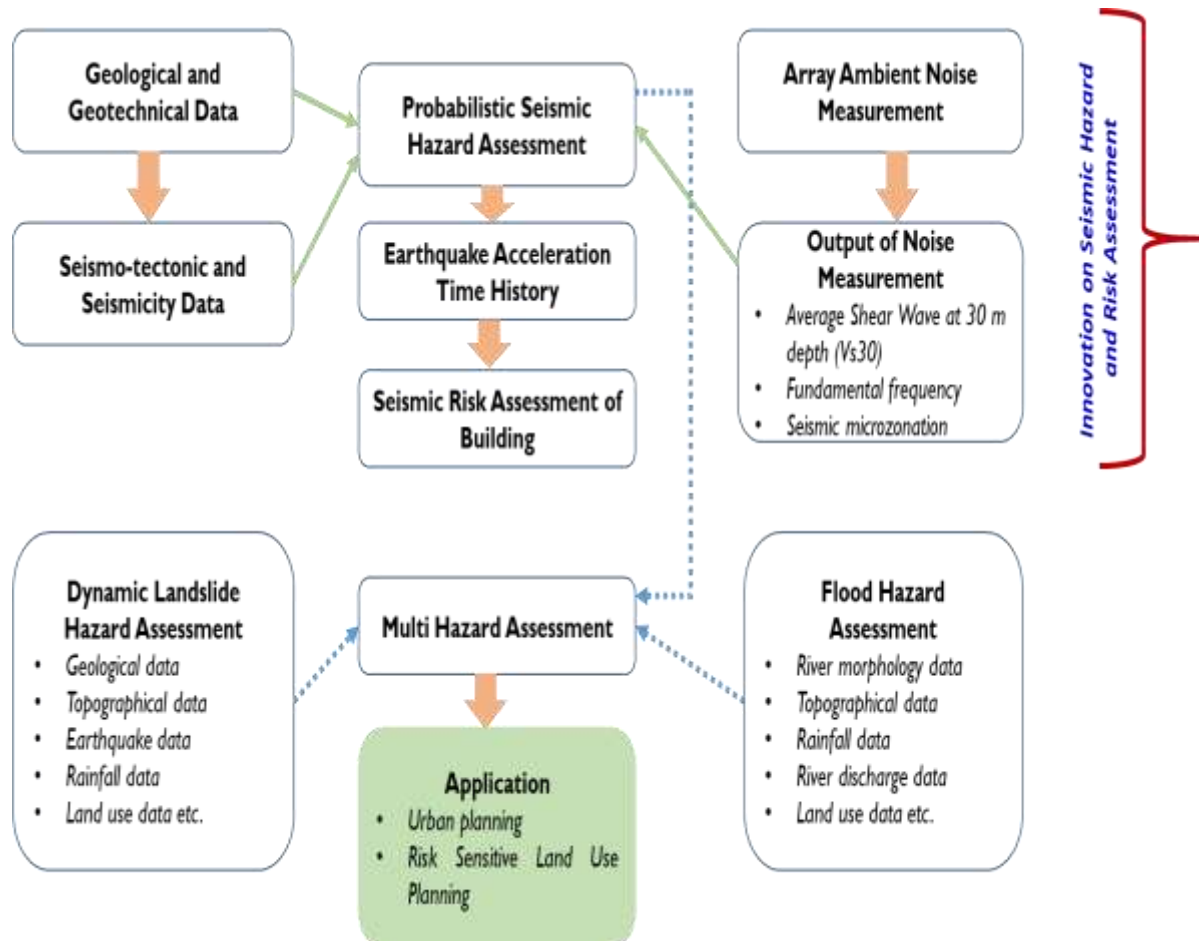 Geological and
Geotechnical Data
Probabilistic Seismic
Hazard Assessment
Array Ambient Noise
Measurement
Innovation on Seismic Hazard
and Risk Assessment
Seismo-tectonic and
Seismicity Data
Earthquake Acceleration
Time History
Output of Noise
Measurement
• Average Shear Wave at 30 m
depth (Vs30)
• Fundamental frequency
• Seismic microzonation
Seismic Risk Assessment of
Building
Dynamic Landslide
Hazard Assessment
• Geological data
• Topographical data
• Earthquake data
• Rainfall data
• Land use data etc.
Multi Hazard Assessment
Flood Hazard
Assessment
• River morphology data
• Topographical data
• Rainfall data
• River discharge data
• Land use data etc.
Application
• Urban planning
• Risk Sensitive Land Use
Planning